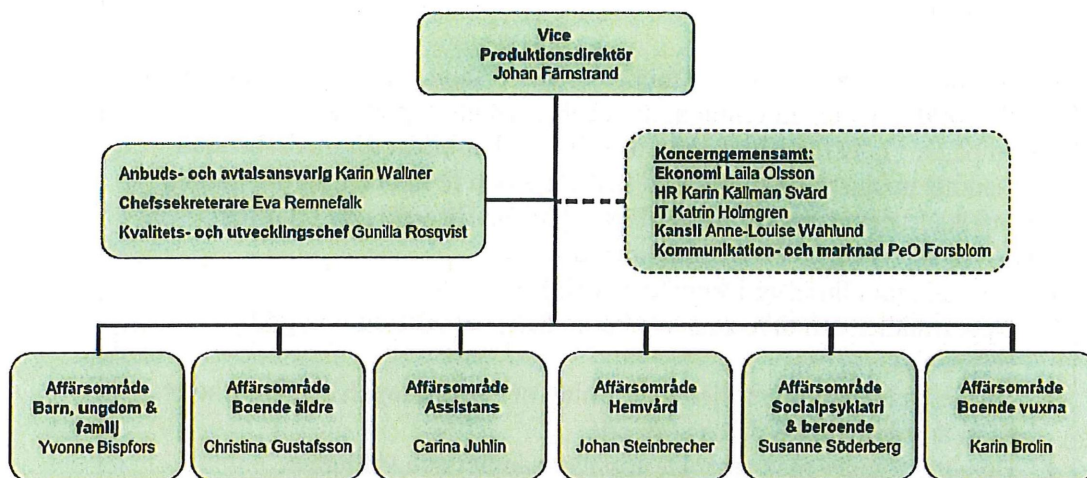 Vice
Produktionsdirektör
Johan Färnstrand
Anbuds- och avtalsansvarig Karin Wallner
Chefssekreterare Eva Remnefalk
Kvalitets- och utvecklingschef Gunilla Rosqvist
Koncerngemensamt:
Ekonomi Laila Olsson
HR Karin Källman Svärd
IT Katrin Holmgren
Kansli Anne-Louise Wahlund
Kommunikation- och marknad PeO Forsblom
Affärsområde
Barn, ungdom &
familj
Yvonne Bispfors
Affärsområde
Boende äldre
Christina Gustafsson
Affärsområde
Assistans
Carina Juhlin
Affärsområde
Hemvård
Johan Steinbrecher
Affärsområde
Socialpsykiatri
& beroende
Susanne Söderberg
Affärsområde
Boende vuxna
Karin Brolin